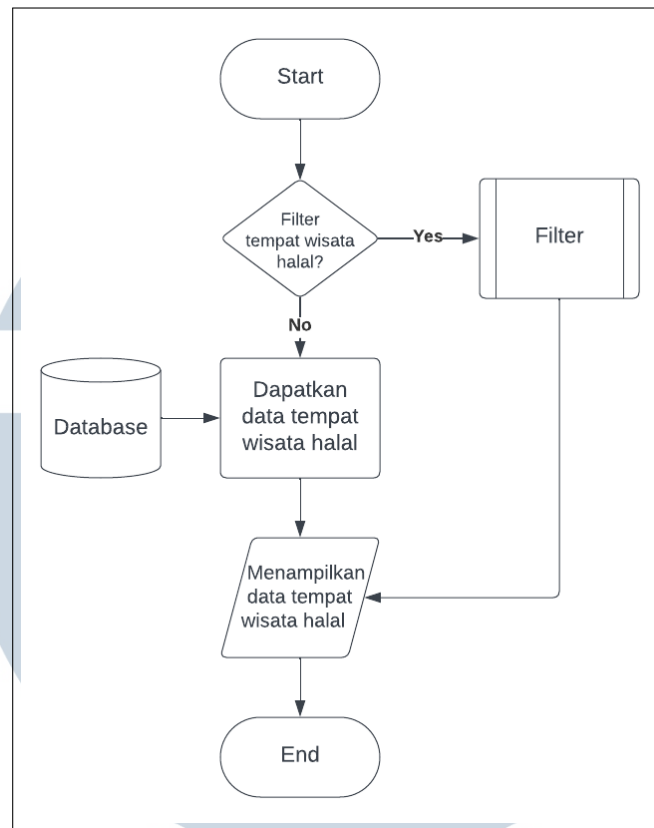 Start
Filter
tempat wisata
halal?
Yes
Filter
No
Database
Dapatkan
data tempat
wisata halal
Menampilkan
data tempat
wisata halal
End